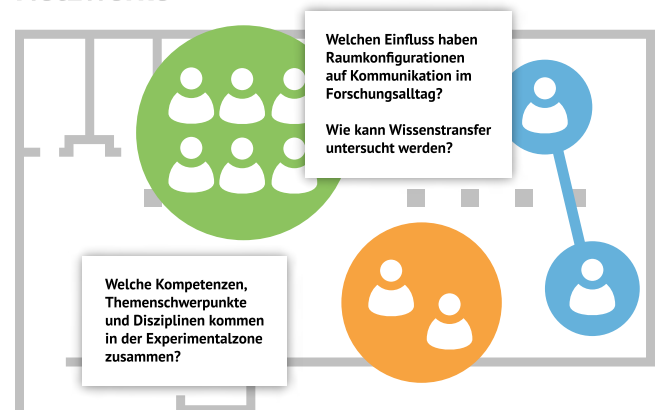 Welchen Einfluss haben
Raumkonfigurationen
auf Kommunikation im
Forschungsalltag?
Wie kann Wissenstransfer
untersucht werden?
Welche Kompetenzen,
Themenschwerpunkte
und Disziplinen kommen
in der Experimentalzone
zusammen?